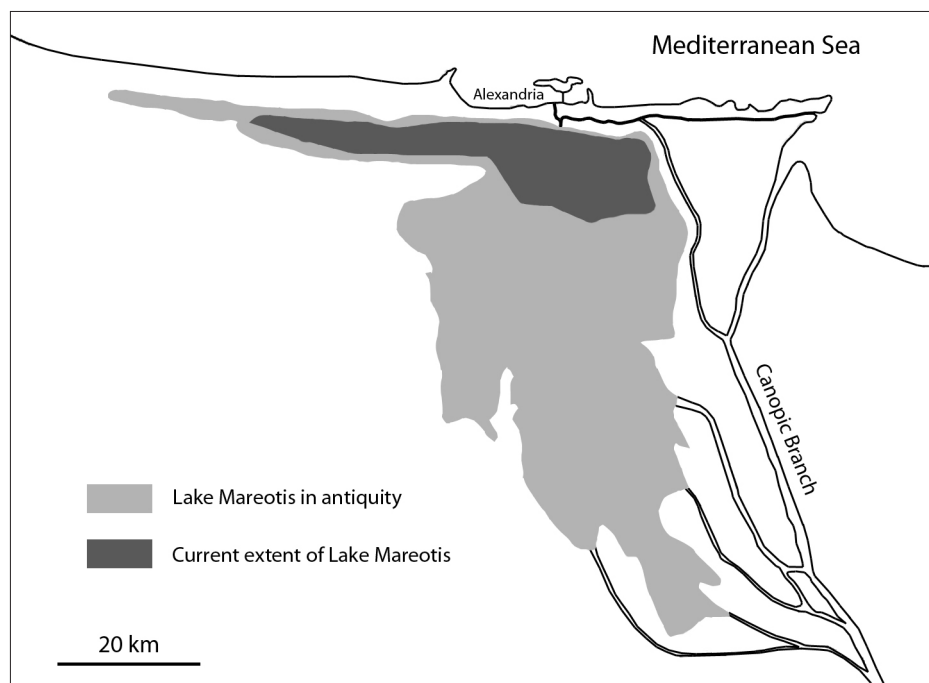 Mediterranean Sea
Alexandria
Canopic Branch
Lake Mareotis in antiquity
Current extent of Lake Mareotis
20 km